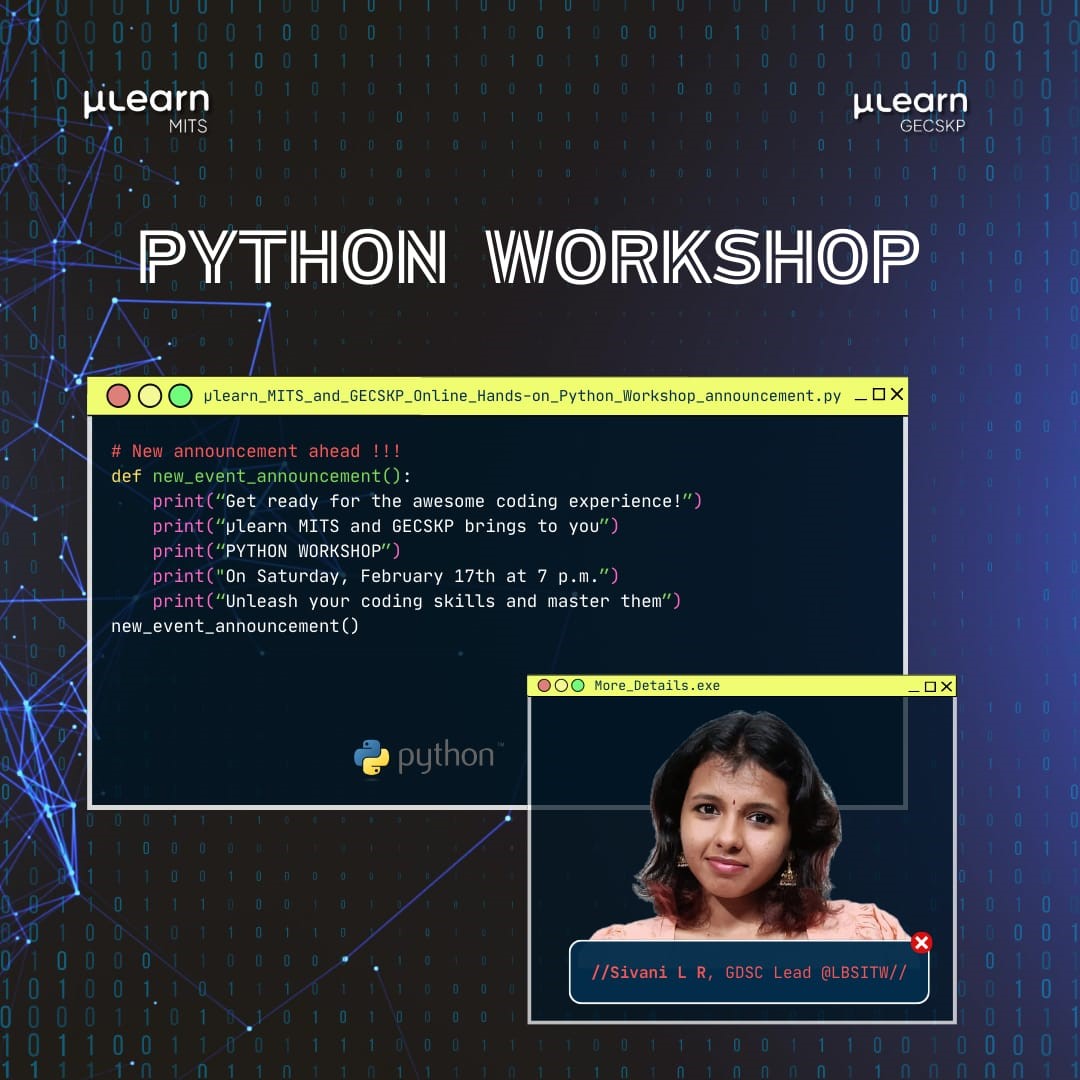 µLearn
MITS
µLearn
GECSKP
PYTHON WORKSHOP
µlearn_MITS_and_GECSKP_Online_Hands-on_Python_Workshop_announcement.py
# New announcement ahead !!!
def new_event_announcement():
    print(“Get ready for the awesome coding experience!”)
    print(“µlearn MITS and GECSKP brings to you”)
    print(“PYTHON WORKSHOP”)
    print("On Saturday, February 17th at 7 p.m.”)
    print(“Unleash your coding skills and master them”)
new_event_announcement()
python™
More_Details.exe
//Sivani L R, GDSC Lead @LBSITW//